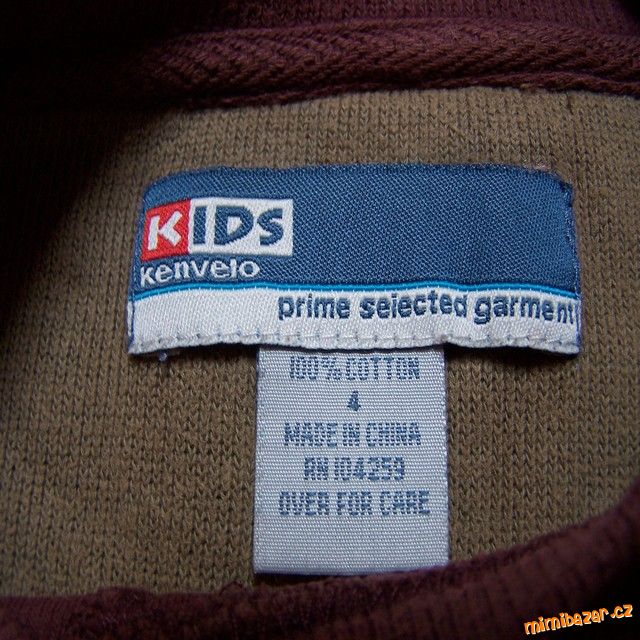 KIDS
Kenvelo
prime selected garment
100% COTTON
4
MADE IN CHINA
RN 104259
OVER FOR CARE
mimibazar.cz